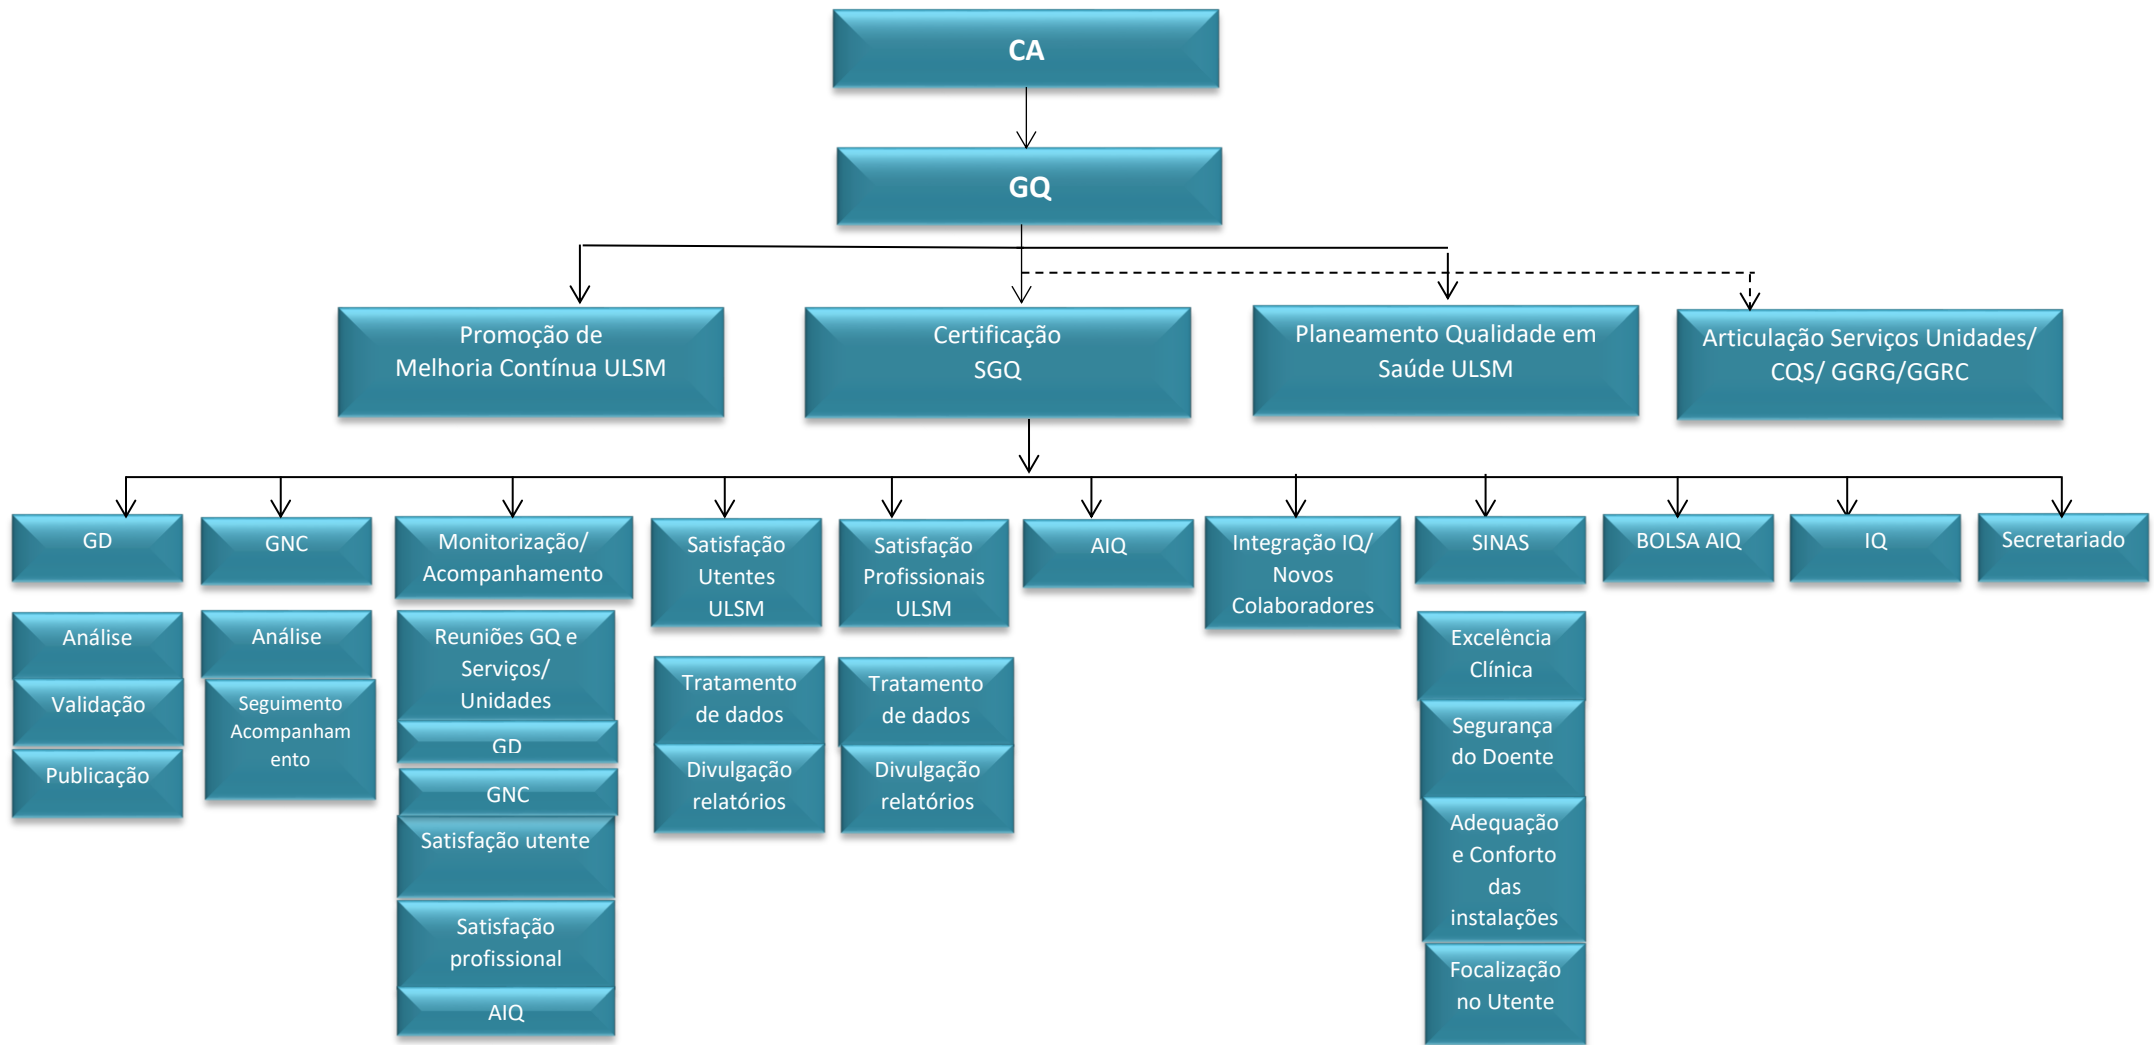 CA
GQ
Promoção de
Melhoria Contínua ULSM
Certificação
SGQ
Planeamento Qualidade em
Saúde ULSM
Articulação Serviços Unidades/
CQS/ GGRG/GGRC
GD
Análise
Validação
Publicação
GNC
Análise
Seguimento
Acompanham
ento
Monitorização/
Acompanhamento
Reuniões GQ e
Serviços/
Unidades
GD
GNC
Satisfação utente
Satisfação
profissional
AIQ
Satisfação
Utentes
ULSM
Tratamento
de dados
Divulgação
relatórios
Satisfação
Profissionais
ULSM
Tratamento
de dados
Divulgação
relatórios
AIQ
Integração IQ/
Novos
Colaboradores
SINAS
Excelência
Clínica
Segurança
do Doente
Adequação
e Conforto
das
instalações
Focalização
no Utente
BOLSA AIQ
IQ
Secretariado